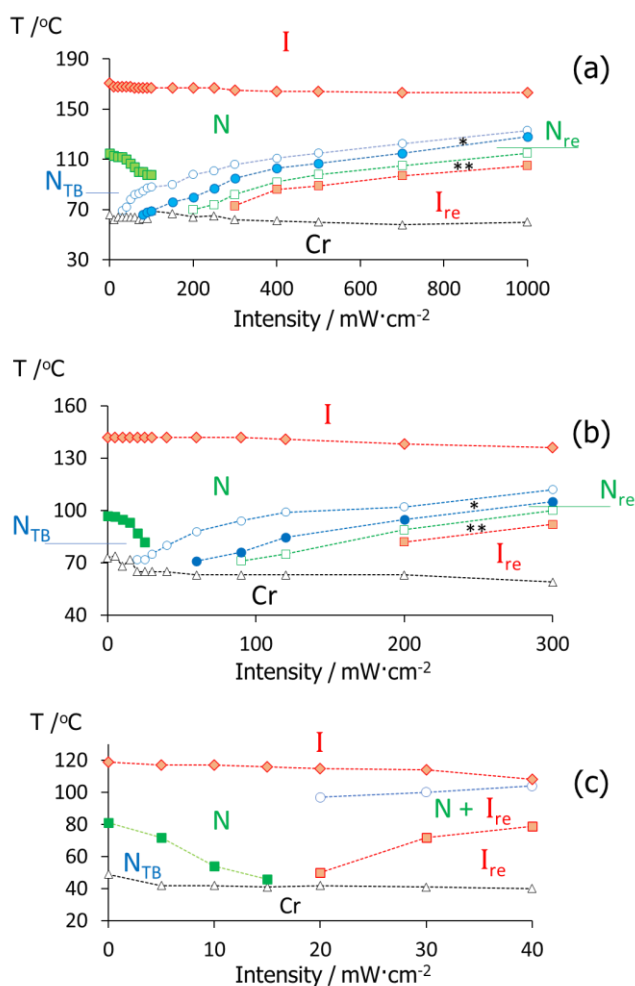 T /°C
I
(a)
190
150
N
*
N_re
110
N_TB
**
70
I_re
Cr
30
0 200 400 600 800 1000
Intensity / mW·cm⁻²
T /°C
160
I
(b)
130
N
N_re
100
*
N_TB
**
70
I_re
Cr
40
0 100 200 300
Intensity / mW·cm⁻²
T /°C
I
120
(c)
100
N
N + I_re
80
N_TB
I_re
60
40
Cr
20
0 10 20 30 40
Intensity / mW·cm⁻²